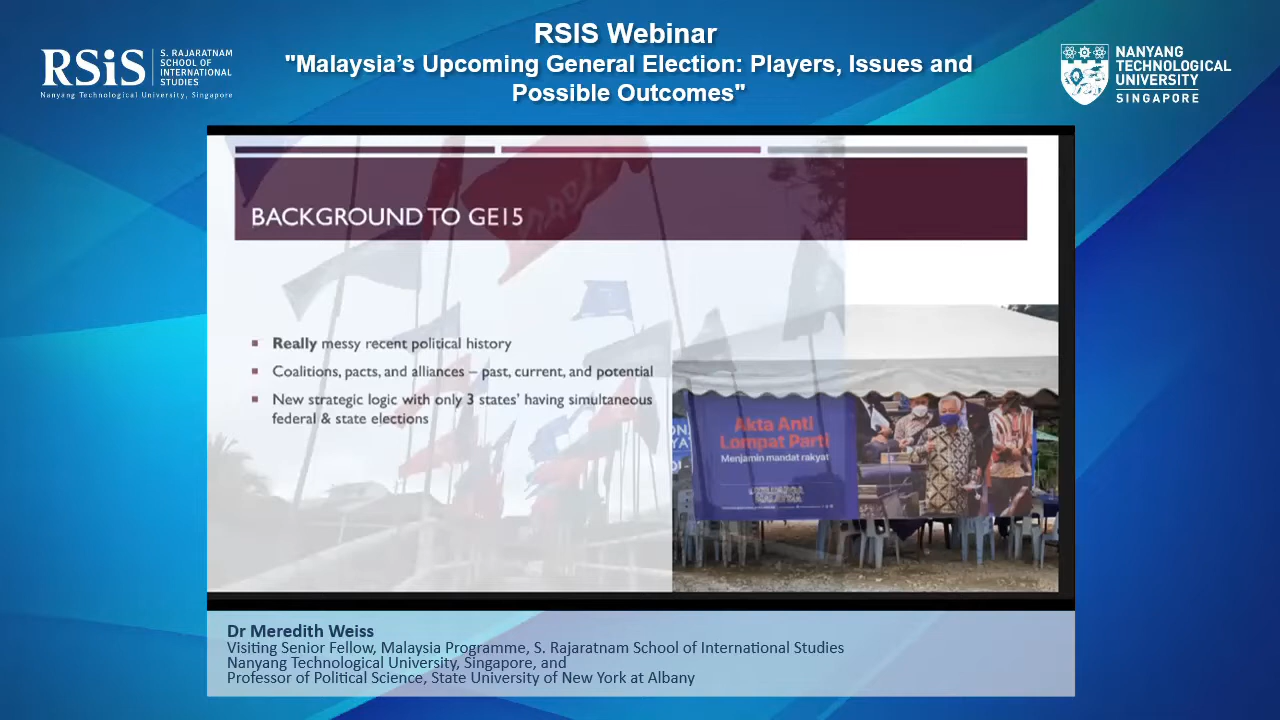 RSIS Webinar
"Malaysia's Upcoming General Election: Players, Issues and
Possible Outcomes"
RSiS
S. RAJARATNAM
SCHOOL OF
INTERNATIONAL
STUDIES
Nanyang Technological University, Singapore
NANYANG
TECHNOLOGICAL
UNIVERSITY
SINGAPORE
BACKGROUND TO GE15
▪ Really messy recent political history
▪ Coalitions, pacts, and alliances – past, current, and potential
▪ New strategic logic with only 3 states' having simultaneous
federal & state elections
Akta Anti
Lompat Parti
Menjamin mandat rakyat
KELUARGA
MALAYSIA
Dr Meredith Weiss
Visiting Senior Fellow, Malaysia Programme, S. Rajaratnam School of International Studies
Nanyang Technological University, Singapore, and
Professor of Political Science, State University of New York at Albany